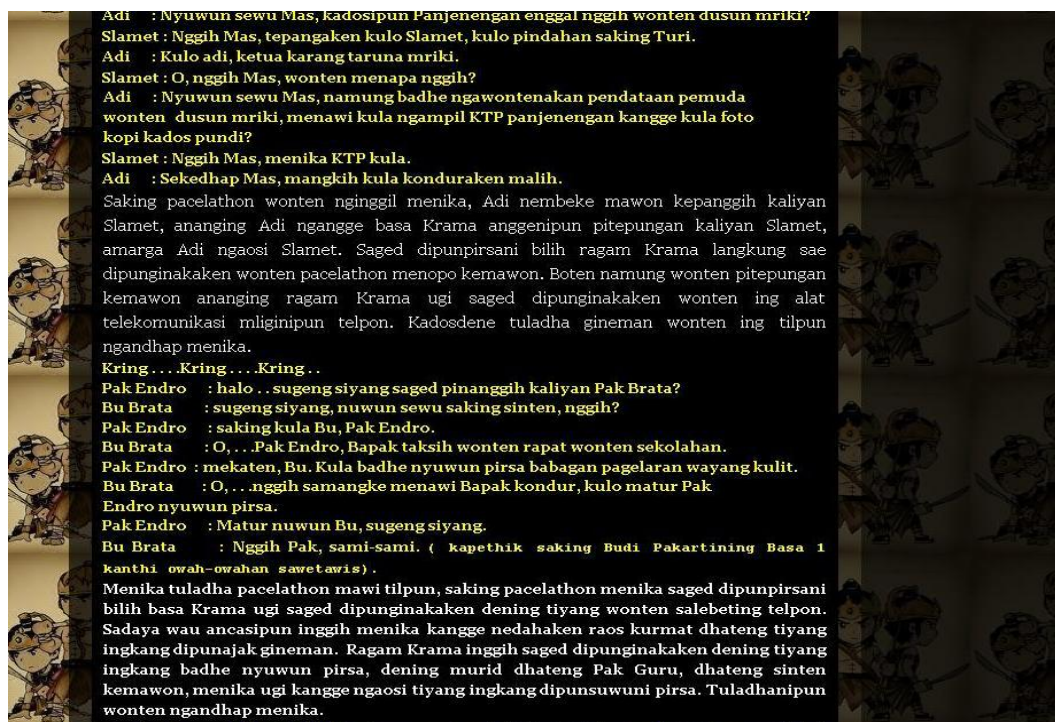 Adi : Nyuwun sewu Mas, kadosipun Panjenengan enggal nggih wonten dusun mriki?
Slamet : Nggih Mas, tepangaken kulo Slamet, kulo pindahan saking Turi.
Adi : Kulo adi, ketua karang taruna mriki.
Slamet : O, nggih Mas, wonten menapa nggih?
Adi : Nyuwun sewu Mas, namung badhe ngawontenakan pendataan pemuda
wonten dusun mriki, menawi kula ngampil KTP panjenengan kangge kula foto
kopi kados pundi?
Slamet : Nggih Mas, menika KTP kula.
Adi : Sekedhap Mas, mangkih kula konduraken malih.
Saking pacelathon wonten nginggil menika, Adi nembeke mawon kepanggih kaliyan
Slamet, ananging Adi ngangge basa Krama anggenipun pitepungan kaliyan Slamet,
amarga Adi ngaosi Slamet. Saged dipunpirsani bilih ragam Krama langkung sae
dipunginakaken wonten pacelathon menopo kemawon. Boten namung wonten pitepungan
kemawon ananging ragam Krama ugi saged dipunginakaken wonten ing alat
telekomunikasi mliginipun telpon. Kadosdene tuladha gineman wonten ing tilpun
ngandhap menika.
Kring . . . .Kring . . . .Kring . .
Pak Endro : halo . . sugeng siyang saged pinanggih kaliyan Pak Brata?
Bu Brata : sugeng siyang, nuwun sewu saking sinten, nggih?
Pak Endro : saking kula Bu, Pak Endro.
Bu Brata : O, . . .Pak Endro, Bapak taksih wonten rapat wonten sekolahan.
Pak Endro : mekaten, Bu. Kula badhe nyuwun pirsa babagan pagelaran wayang kulit.
Bu Brata : O, . . .nggih samangke menawi Bapak kondur, kulo matur Pak
Endro nyuwun pirsa.
Pak Endro : Matur nuwun Bu, sugeng siyang.
Bu Brata : Nggih Pak, sami-sami. ( kapethik saking Budi Pakartining Basa 1
kanthi owah-owahan sawetawis).
Menika tuladha pacelathon mawi tilpun, saking pacelathon menika saged dipunpirsani
bilih basa Krama ugi saged dipunginakaken dening tiyang wonten salebeting telpon.
Sadaya wau ancasipun inggih menika kangge nedahaken raos kurmat dhateng tiyang
ingkang dipunajak gineman. Ragam Krama inggih saged dipunginakaken dening tiyang
ingkang badhe nyuwun pirsa, dening murid dhateng Pak Guru, dhateng sinten
kemawon, menika ugi kangge ngaosi tiyang ingkang dipunsuwuni pirsa. Tuladhanipun
wonten ngandhap menika.